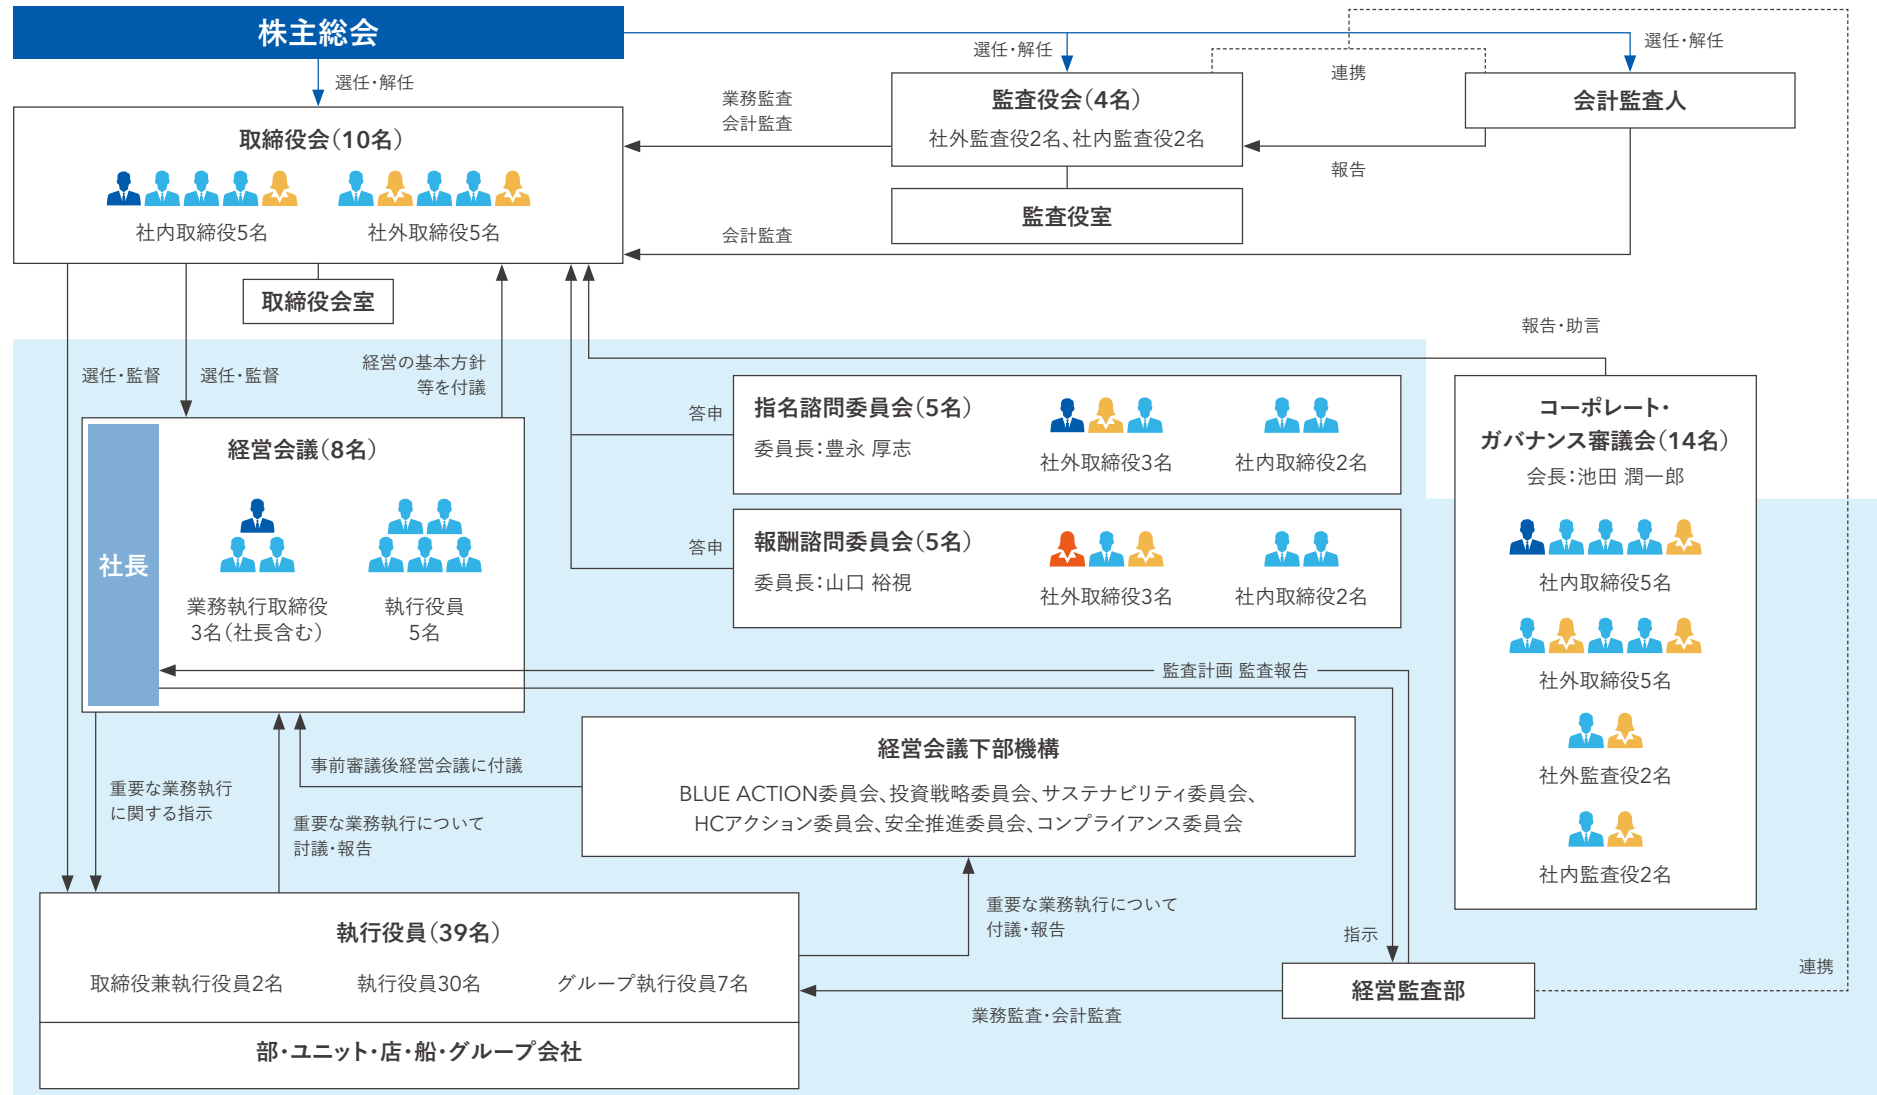 株主総会
選任・解任
選任・解任
選任・解任
連携
取締役会（10名）
社内取締役5名
社外取締役5名
取締役会室
業務監査
会計監査
監査役会（4名）
社外監査役2名、社内監査役2名
監査役室
会計監査人
報告
会計監査
報告・助言
選任・監督
選任・監督
経営の基本方針
等を付議
経営会議（8名）
社長
業務執行取締役
3名（社長含む）
執行役員
5名
答申
指名諮問委員会（5名）
委員長：豊永 厚志
社外取締役3名
社内取締役2名
答申
報酬諮問委員会（5名）
委員長：山口 裕視
社外取締役3名
社内取締役2名
コーポレート・
ガバナンス審議会（14名）
会長：池田 潤一郎
社内取締役5名
社外取締役5名
社外監査役2名
社内監査役2名
監査計画 監査報告
経営会議下部機構
BLUE ACTION委員会、投資戦略委員会、サステナビリティ委員会、
HCアクション委員会、安全推進委員会、コンプライアンス委員会
事前審議後経営会議に付議
重要な業務執行
に関する指示
重要な業務執行について
討議・報告
重要な業務執行について
付議・報告
指示
連携
執行役員（39名）
取締役兼執行役員2名
執行役員30名
グループ執行役員7名
経営監査部
業務監査・会計監査
部・ユニット・店・船・グループ会社